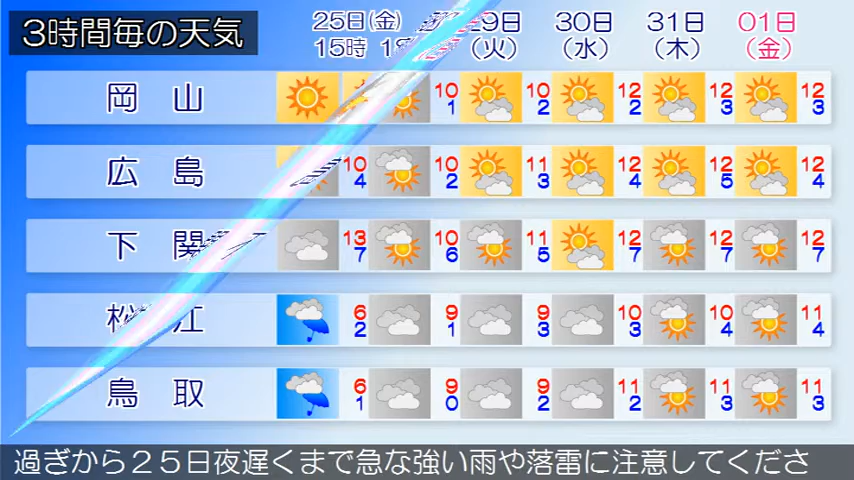 3時間毎の天気
25日(金) 29日 30日 31日 01日
15時 (火) (水) (木) (金)
岡山 10 1 10 2 12 2 12 3 12 3
広島 10 4 10 2 11 3 12 4 12 5 12 4
下関 13 7 10 6 11 5 12 7 12 7 12 7
松江 6 2 9 1 9 3 10 3 10 4 11 4
鳥取 6 1 9 0 9 2 11 2 11 3 11 3
過ぎから25日夜遅くまで急な強い雨や落雷に注意してくださ